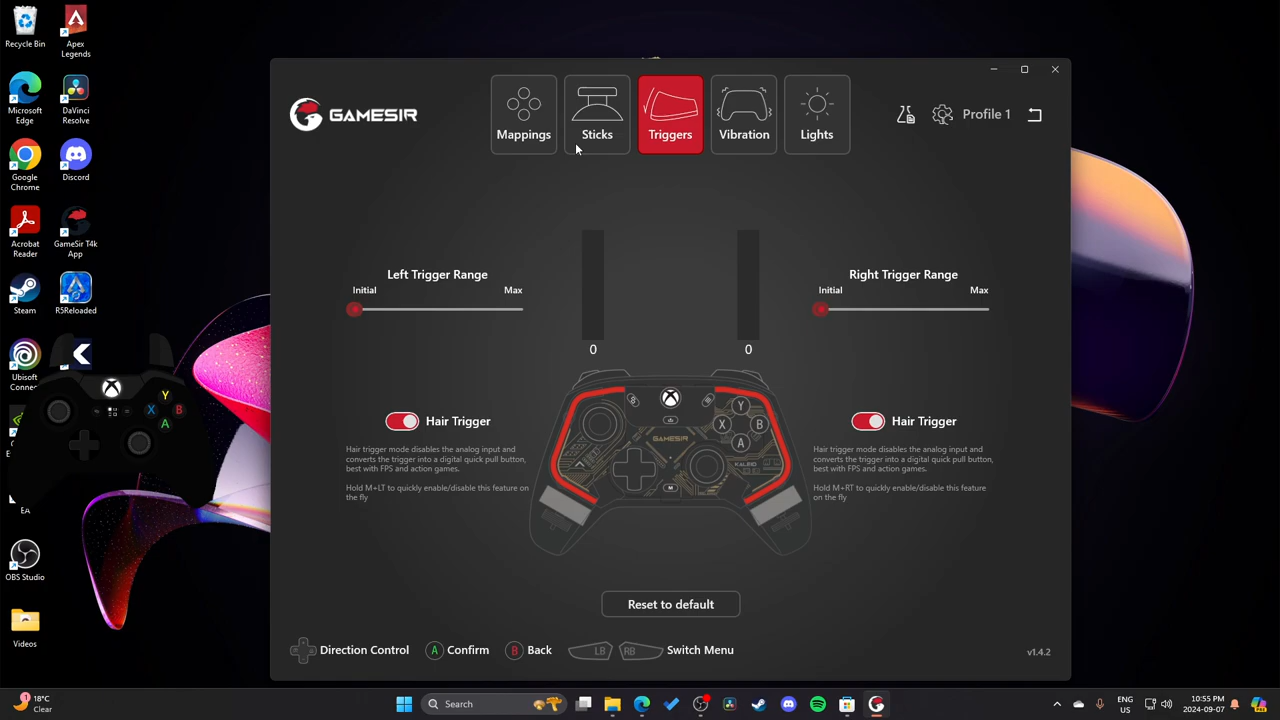 Recycle Bin
Apex
Legends
Microsoft
Edge
DaVinci
Resolve
Google
Chrome
Discord
Acrobat
Reader
GameSir T4k
App
Steam
R5Reloaded
Ubisoft
Connec
EA
OBS Studio
Videos
Y
X
B
A
GAMESIR
Mappings
Sticks
Triggers
Vibration
Lights
Profile 1
Left Trigger Range
Initial
Max
0
0
Right Trigger Range
Initial
Max
Hair Trigger
Hair trigger mode disables the analog input and
converts the trigger into a digital quick pull button,
best with FPS and action games.
Hold M+LT to quickly enable/disable this feature on
the fly
Y
X
B
A
GAMESIR
KALEID
M
Hair Trigger
Hair trigger mode disables the analog input and
converts the trigger into a digital quick pull button,
best with FPS and action games.
Hold M+RT to quickly enable/disable this feature
on the fly
Reset to default
Direction Control
A Confirm
B Back
LB RB Switch Menu
v1.4.2
1
18°C
Clear
Search
ENG
US
10:55 PM
2024-09-07